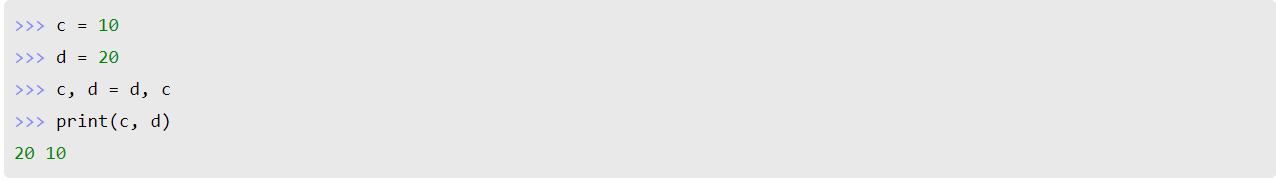 >>> c = 10
>>> d = 20
>>> c, d = d, c
>>> print(c, d)
20 10